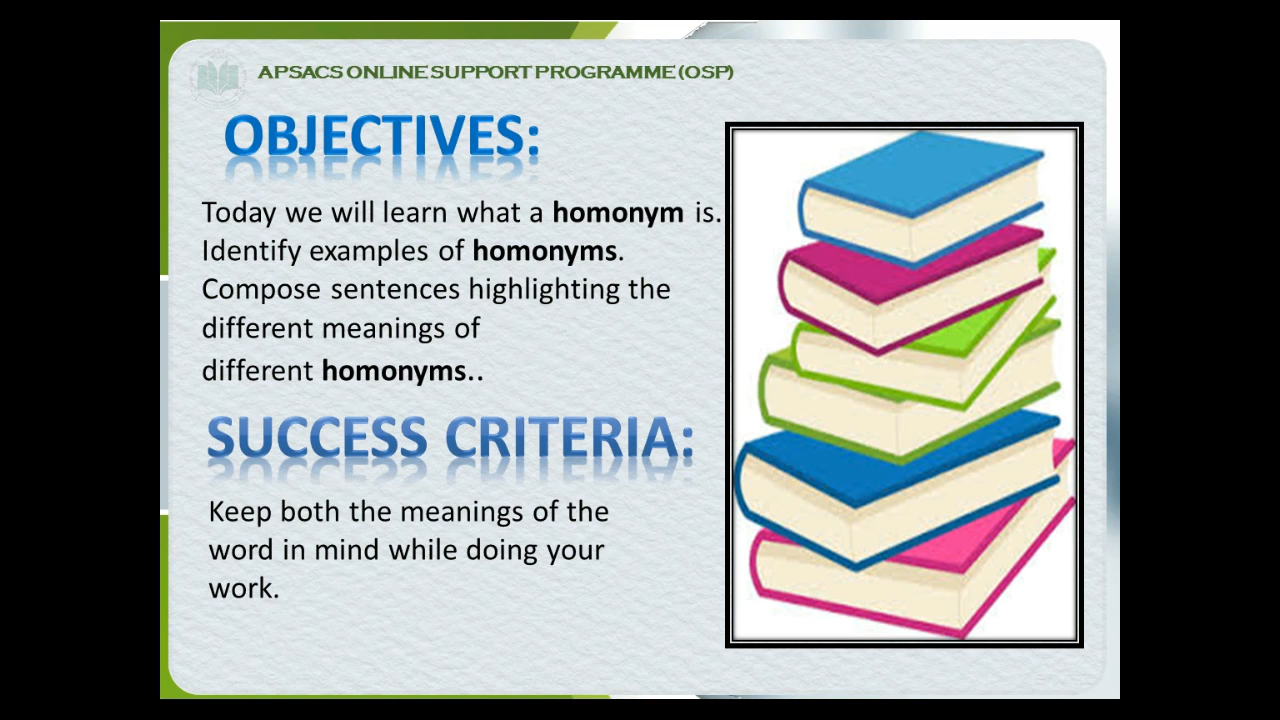 APSACS ONLINE SUPPORT PROGRAMME (OSP)
OBJECTIVES:
Today we will learn what a homonym is.
Identify examples of homonyms.
Compose sentences highlighting the
different meanings of
different homonyms..
SUCCESS CRITERIA:
Keep both the meanings of the
word in mind while doing your
work.